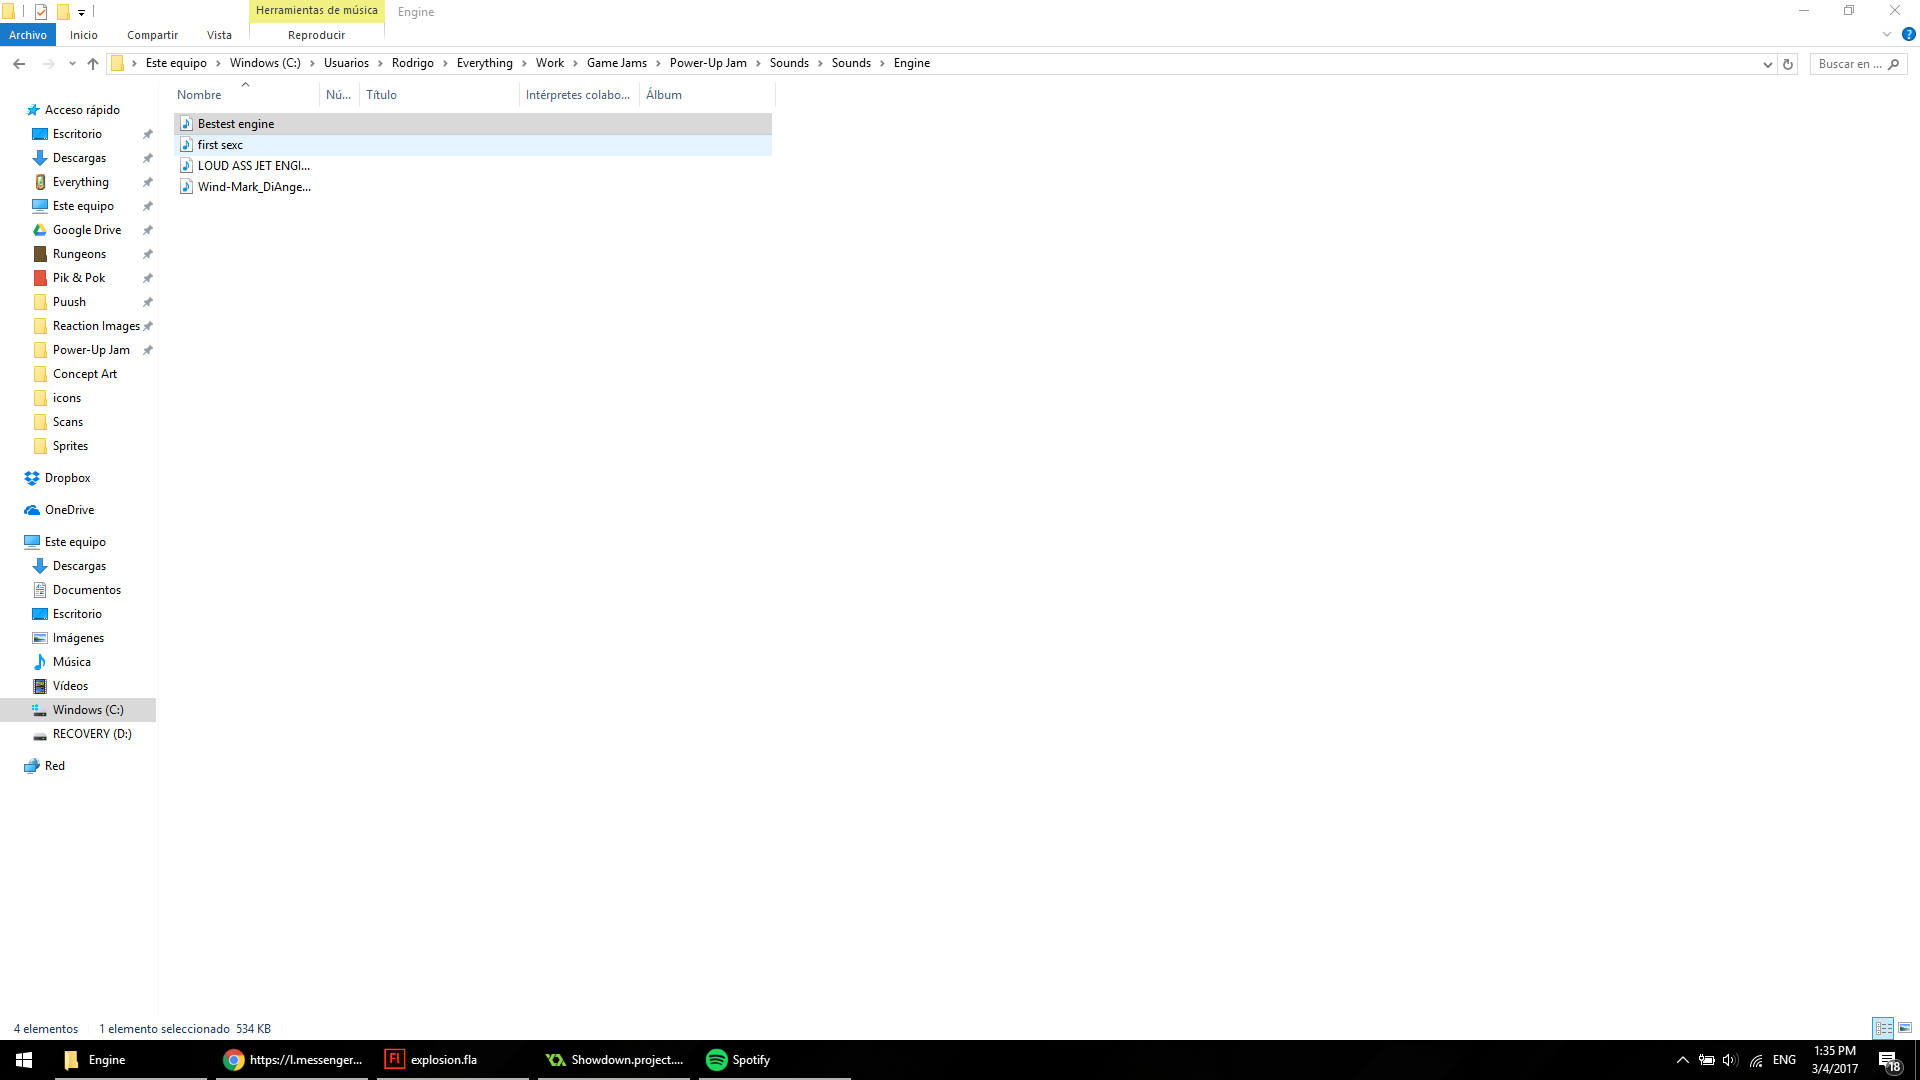 Herramientas de música Engine
Archivo Inicio Compartir Vista Reproducir
Este equipo Windows (C:) Usuarios Rodrigo Everything Work Game Jams Power-Up Jam Sounds Sounds Engine Buscar en ...
Nombre Nú... Título Intérpretes colabo... Álbum
Bestest engine
first sexc
LOUD ASS JET ENGI...
Wind-Mark_DiAnge...
Acceso rápido
Escritorio
Descargas
Everything
Este equipo
Google Drive
Rungeons
Pik & Pok
Puush
Reaction Images
Power-Up Jam
Concept Art
icons
Scans
Sprites
Dropbox
OneDrive
Este equipo
Descargas
Documentos
Escritorio
Imágenes
Música
Vídeos
Windows (C:)
RECOVERY (D:)
Red
4 elementos 1 elemento seleccionado 534 KB
Engine https://l.messenger... Fl explosion.fla Showdown.project.... Spotify ENG 1:35 PM
3/4/2017 18